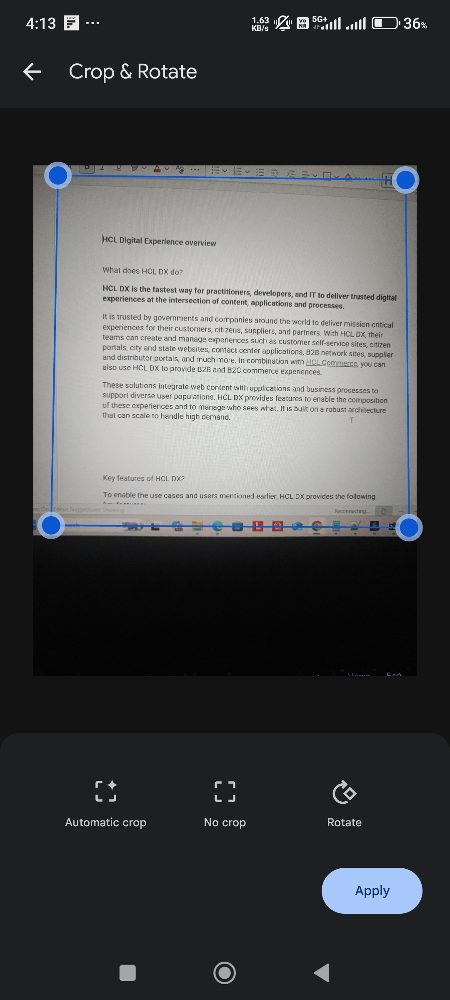 4:13 FIRST ... 1.63 KB/s Vo NR 5G+ 36%
Crop & Rotate
HCL Digital Experience overview
What does HCL DX do?
HCL DX is the fastest way for practitioners, developers, and IT to deliver trusted digital
experiences at the intersection of content, applications and processes.
It is trusted by governments and companies around the world to deliver mission-critical
experiences for their customers, citizens, suppliers, and partners. With HCL DX, their
teams can create and manage experiences such as customer self-service sites, citizen
portals, city and state websites, contact center applications, B2B network sites, supplier
and distributor portals, and much more. In combination with HCL Commerce, you can
also use HCL DX to provide B2B and B2C commerce experiences.
These solutions integrate web content with applications and business processes to
support diverse user populations. HCL DX provides features to enable the composition
of these experiences and to manage who sees what. It is built on a robust architecture
that can scale to handle high demand.
Key features of HCL DX?
To enable the use cases and users mentioned earlier, HCL DX provides the following
Editor Suggestions: Showing Reconnecting...
Home End
Automatic crop No crop Rotate
Apply